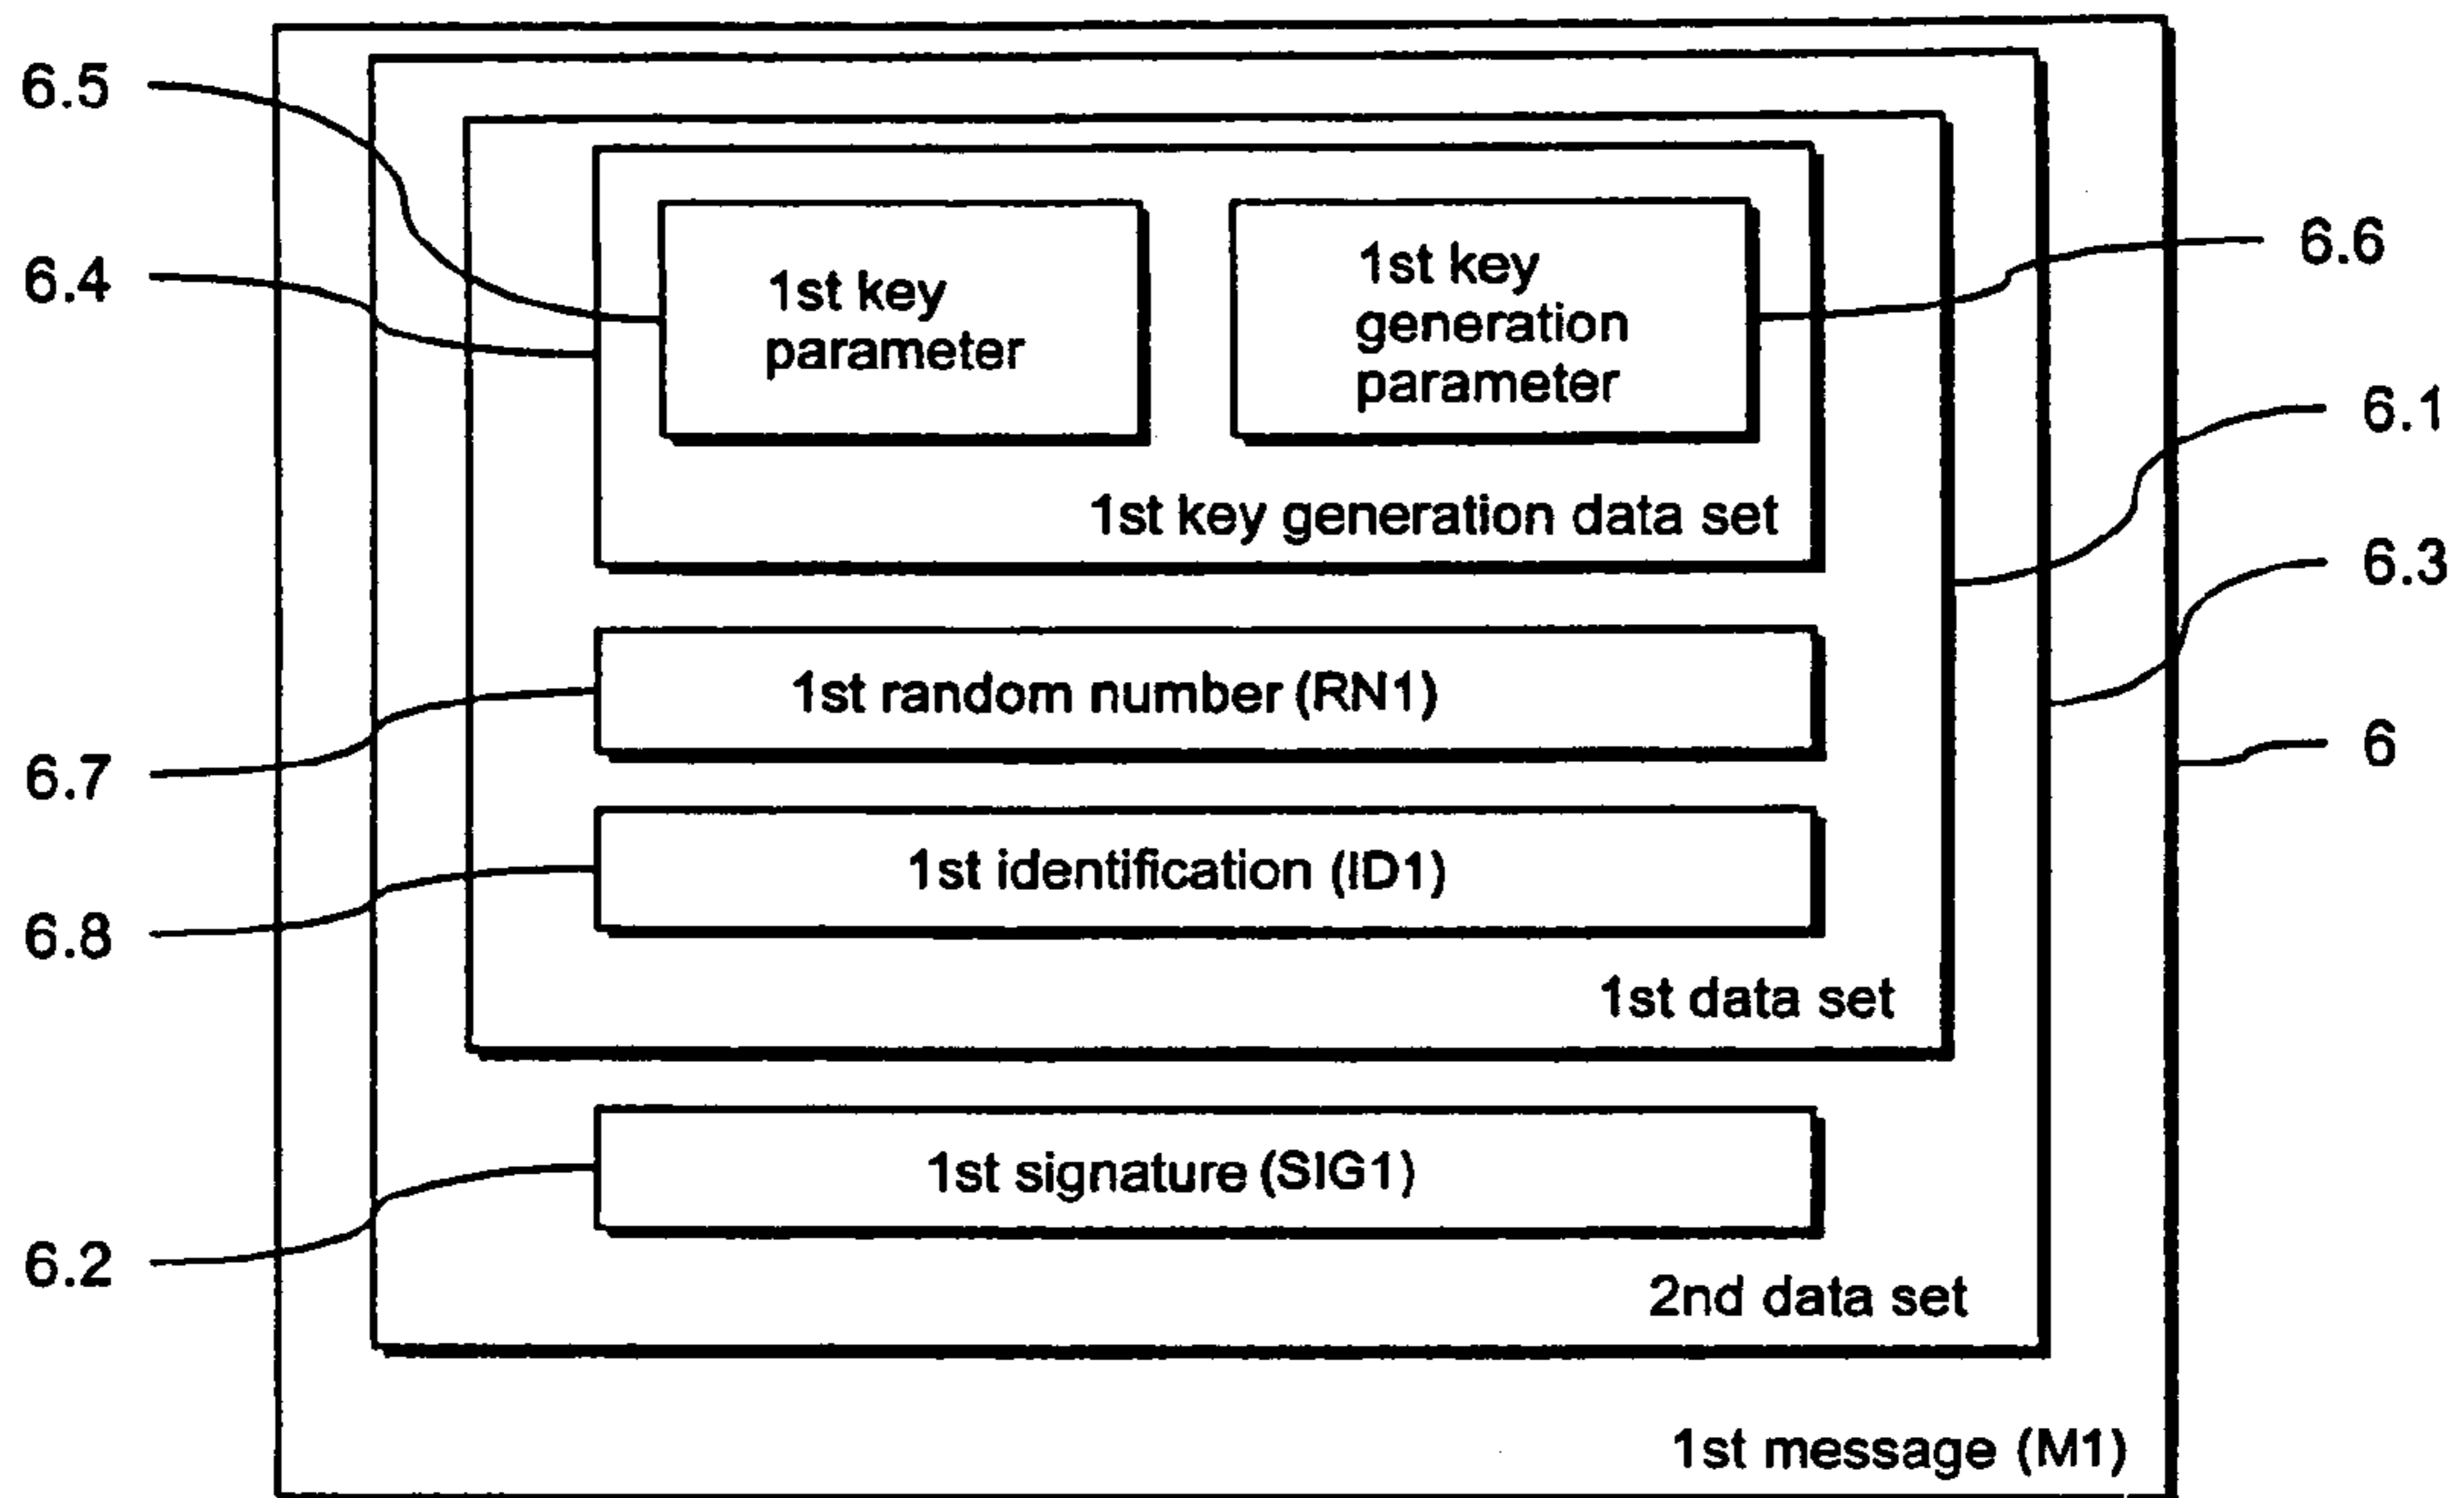 6.5
6.4
1st key
parameter
1st key
generation
parameter
6.6
6.1
1st key generation data set
6.3
1st random number (RN1)
6.7
6
1st identification (ID1)
6.8
1st data set
1st signature (SIG1)
6.2
2nd data set
1st message (M1)